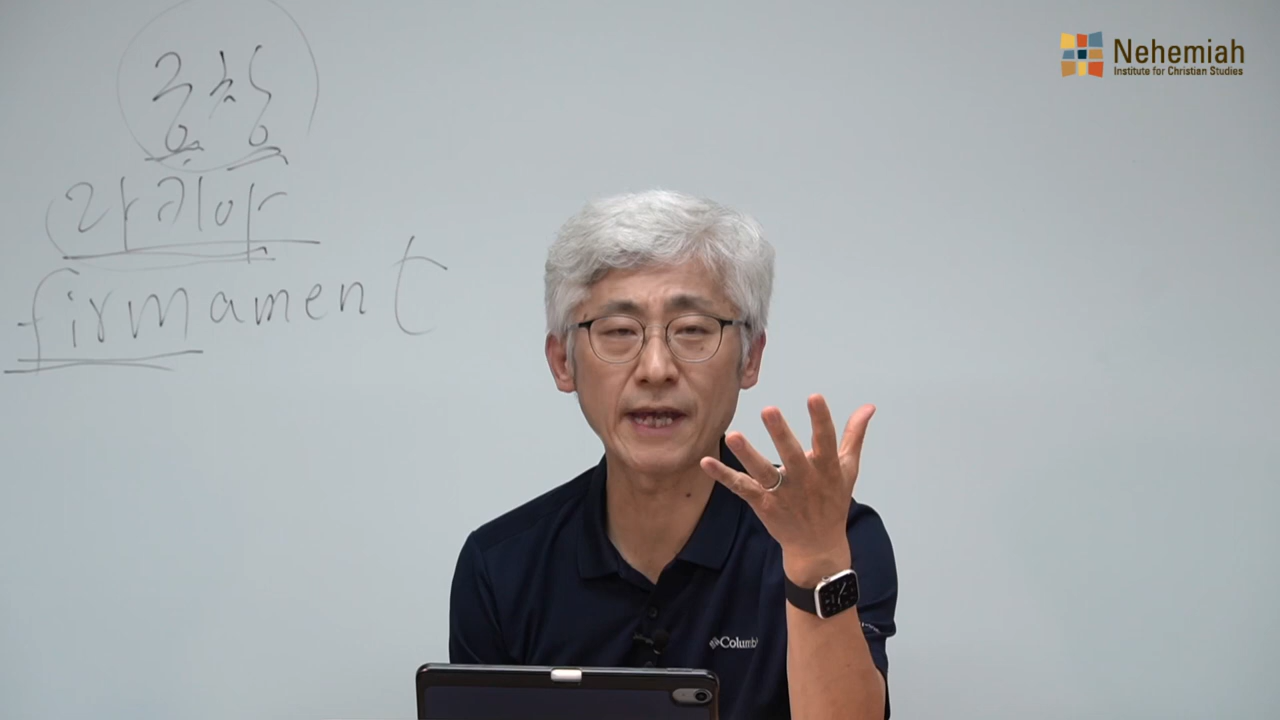 궁창
라키아
firmament
Nehemiah
Institute for Christian Studies
Columbia